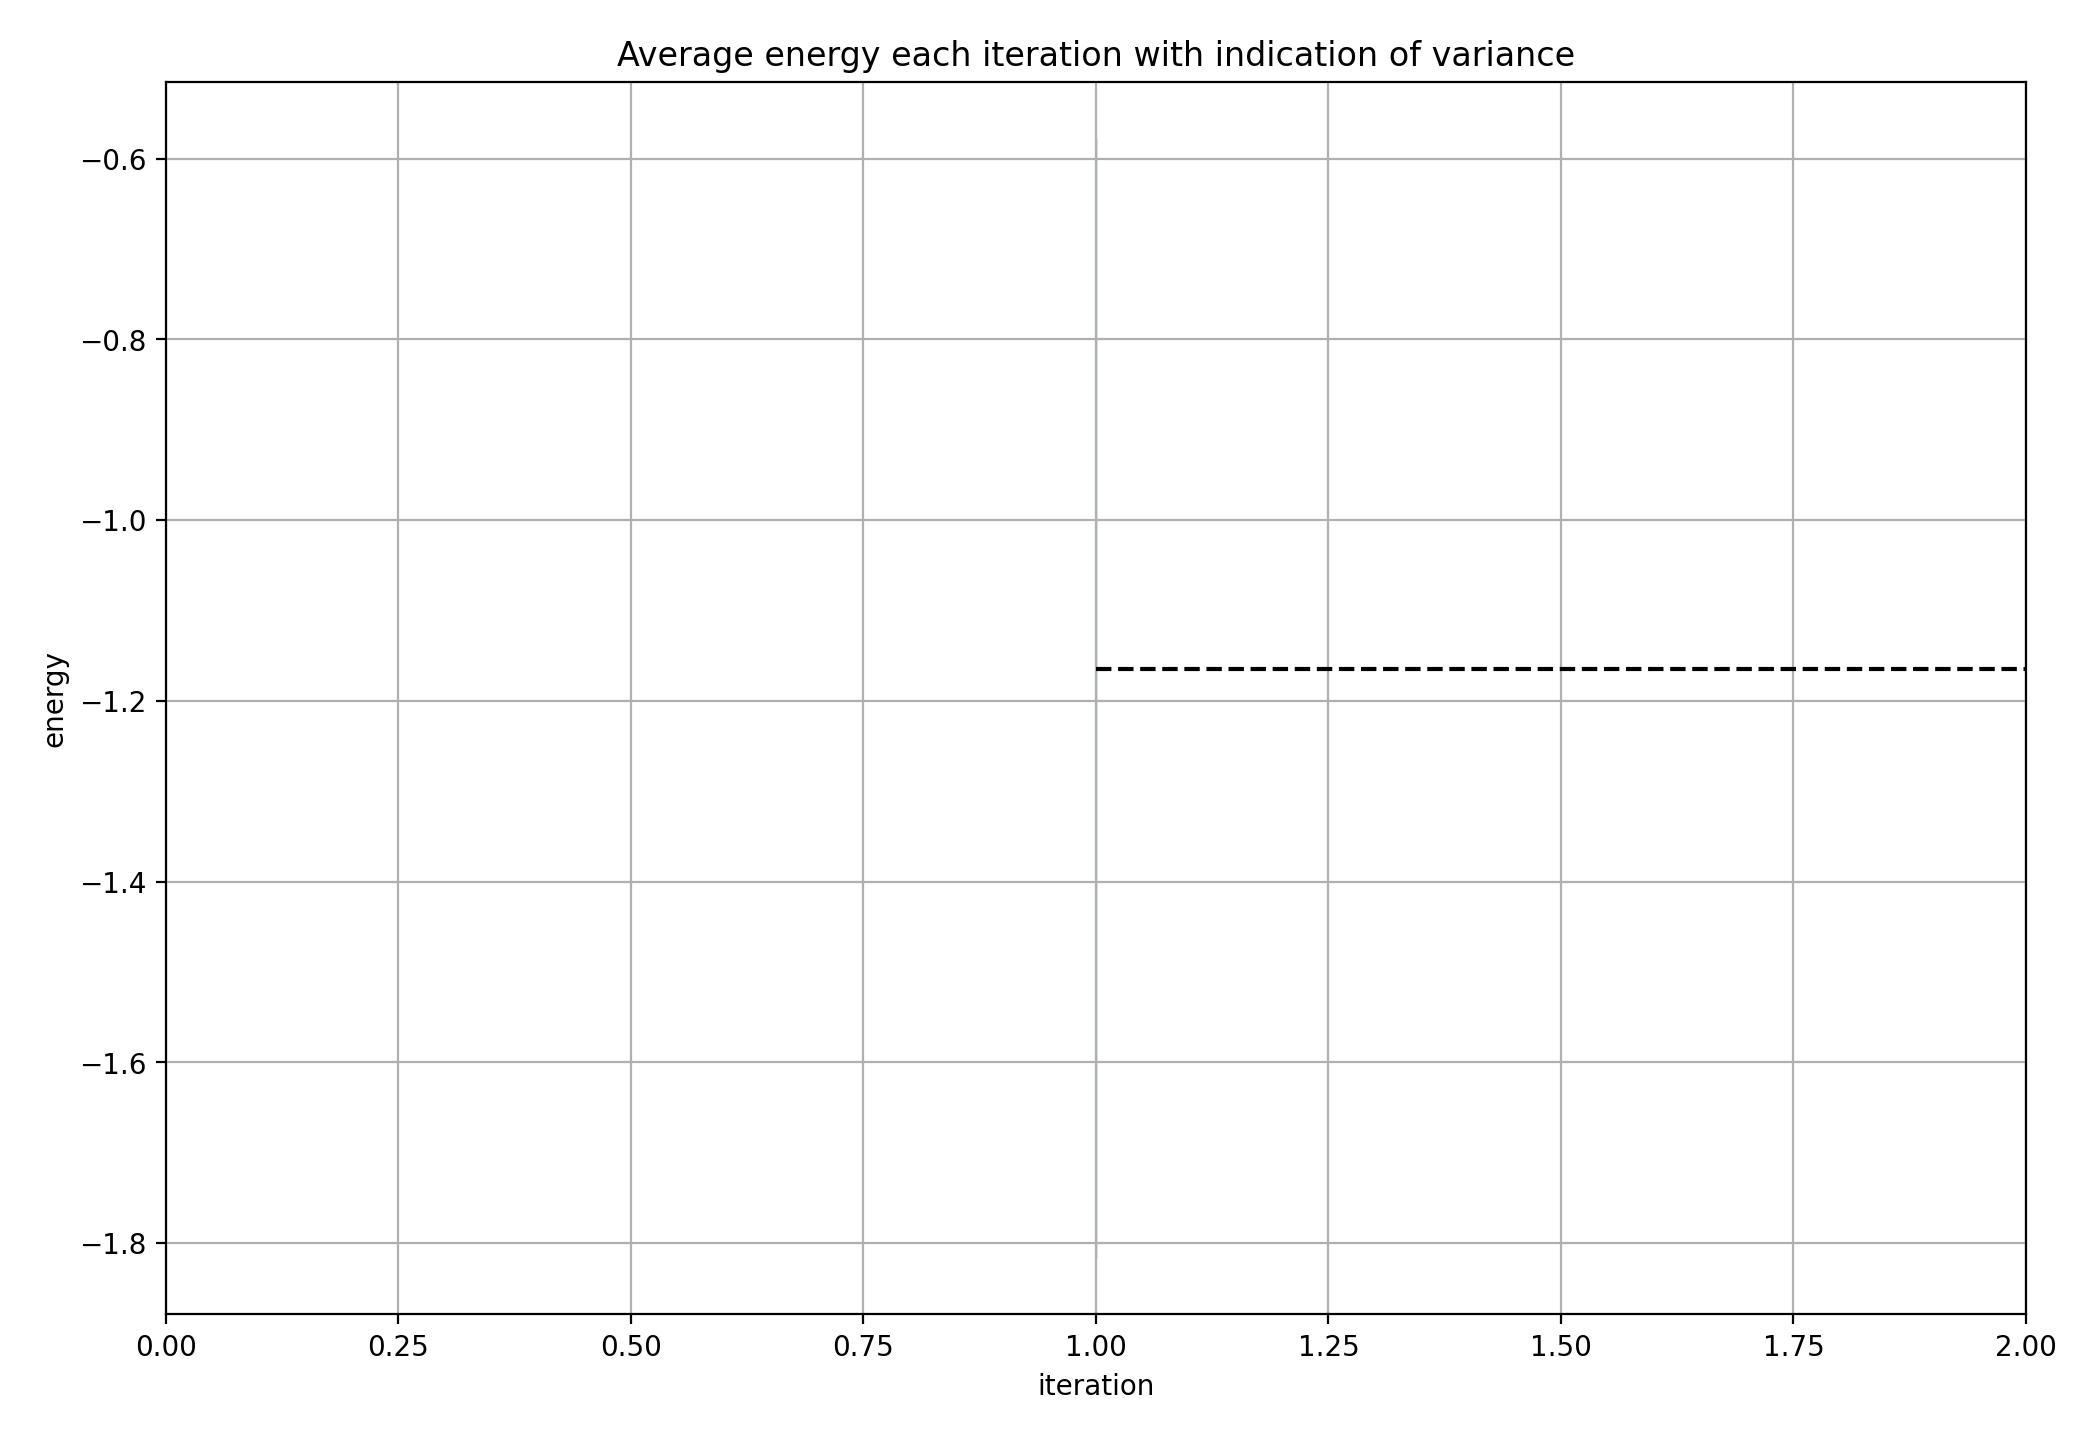 Average energy each iteration with indication of variance
−0.6
−0.8
−1.0
−1.2
−1.4
−1.6
−1.8
energy
0.00 0.25 0.50 0.75 1.00 1.25 1.50 1.75 2.00
iteration